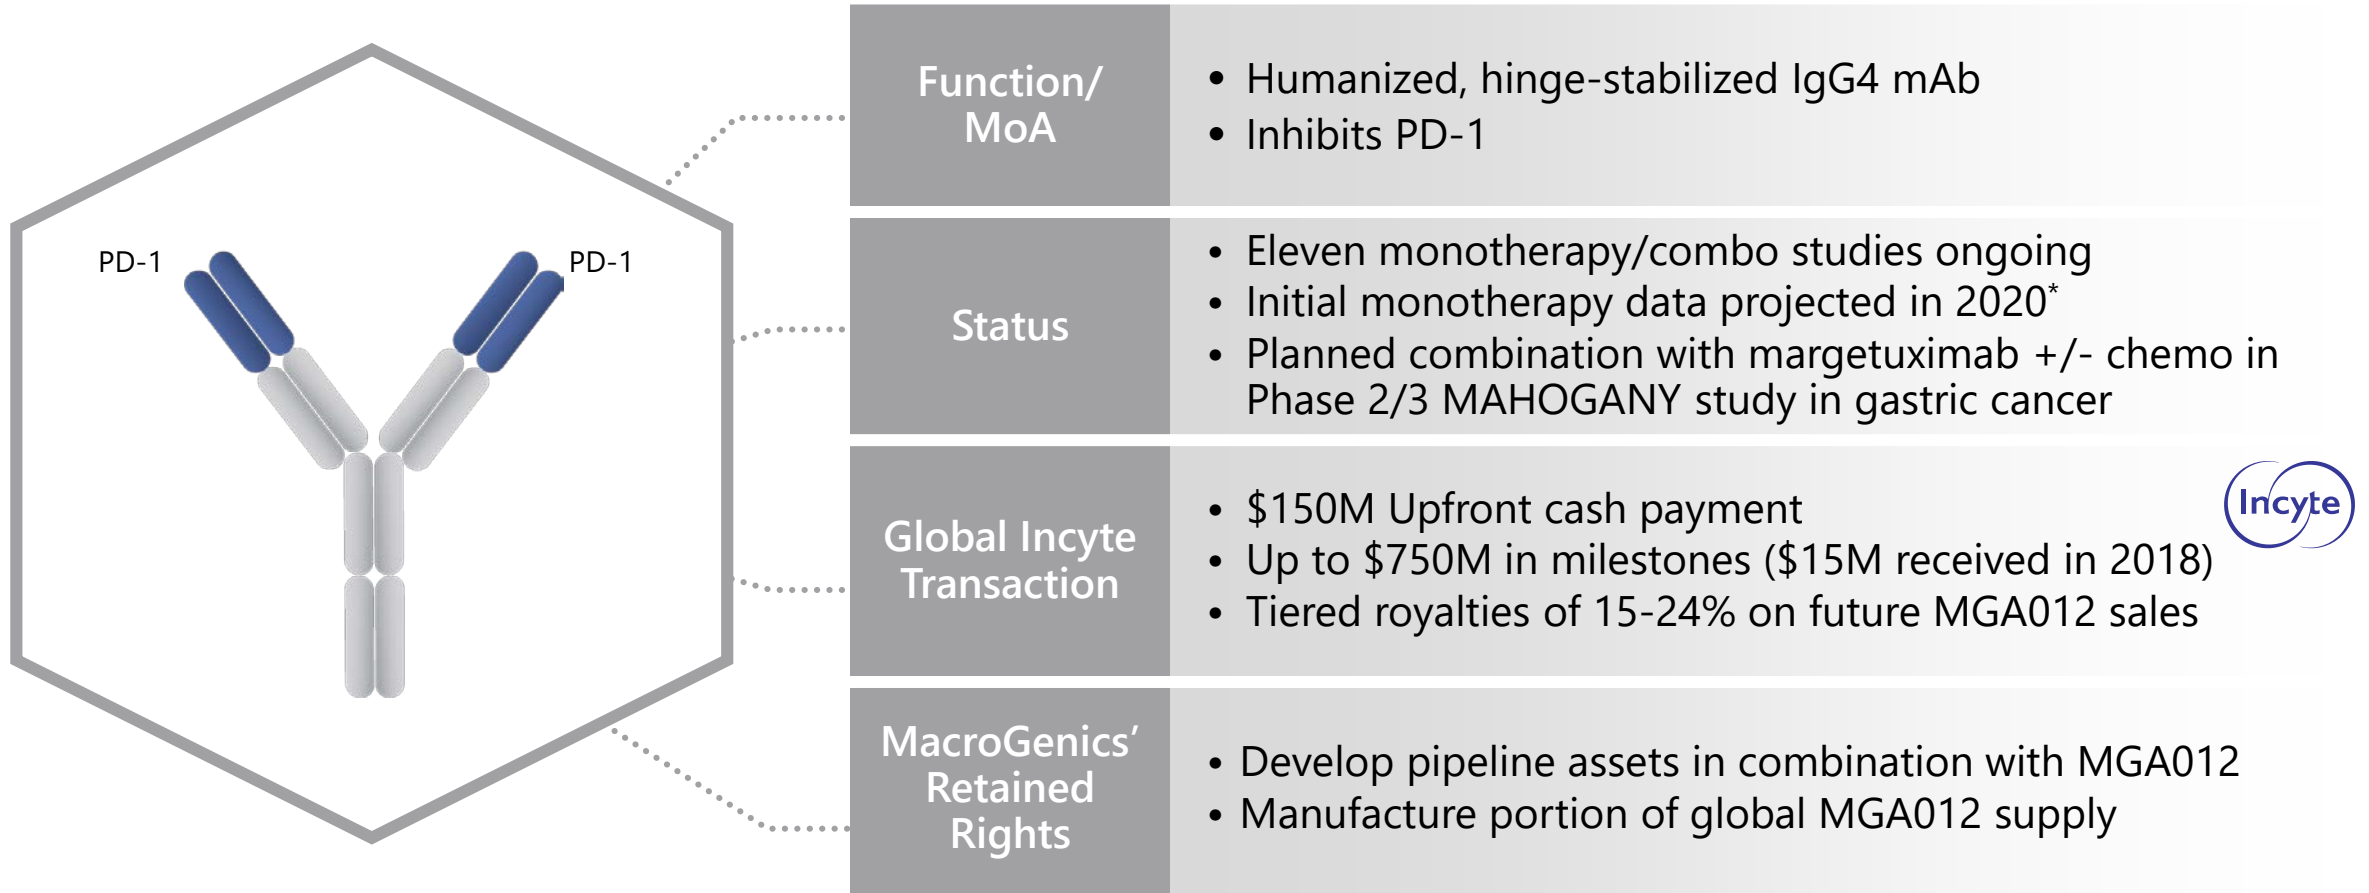 PD-1
PD-1
Function/
MoA
• Humanized, hinge-stabilized IgG4 mAb
• Inhibits PD-1
Status
• Eleven monotherapy/combo studies ongoing
• Initial monotherapy data projected in 2020*
• Planned combination with margetuximab +/- chemo in
Phase 2/3 MAHOGANY study in gastric cancer
Global Incyte
Transaction
• $150M Upfront cash payment
• Up to $750M in milestones ($15M received in 2018)
• Tiered royalties of 15-24% on future MGA012 sales
Incyte
MacroGenics’
Retained
Rights
• Develop pipeline assets in combination with MGA012
• Manufacture portion of global MGA012 supply